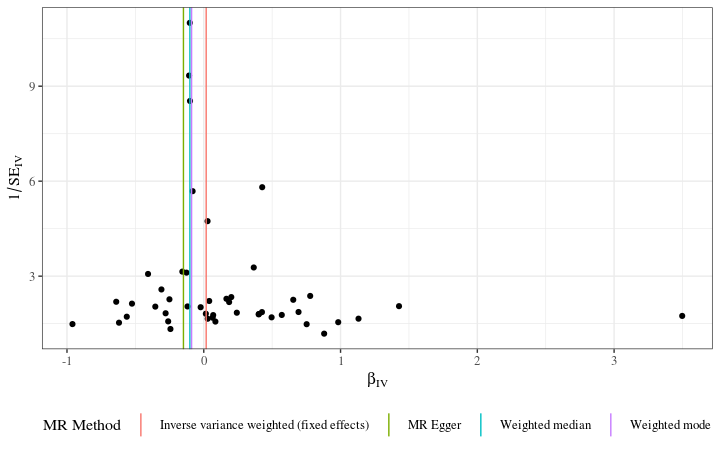 9
6
3
1/SE_IV
-1 0 1 2 3
β_IV
MR Method Inverse variance weighted (fixed effects) MR Egger Weighted median Weighted mode